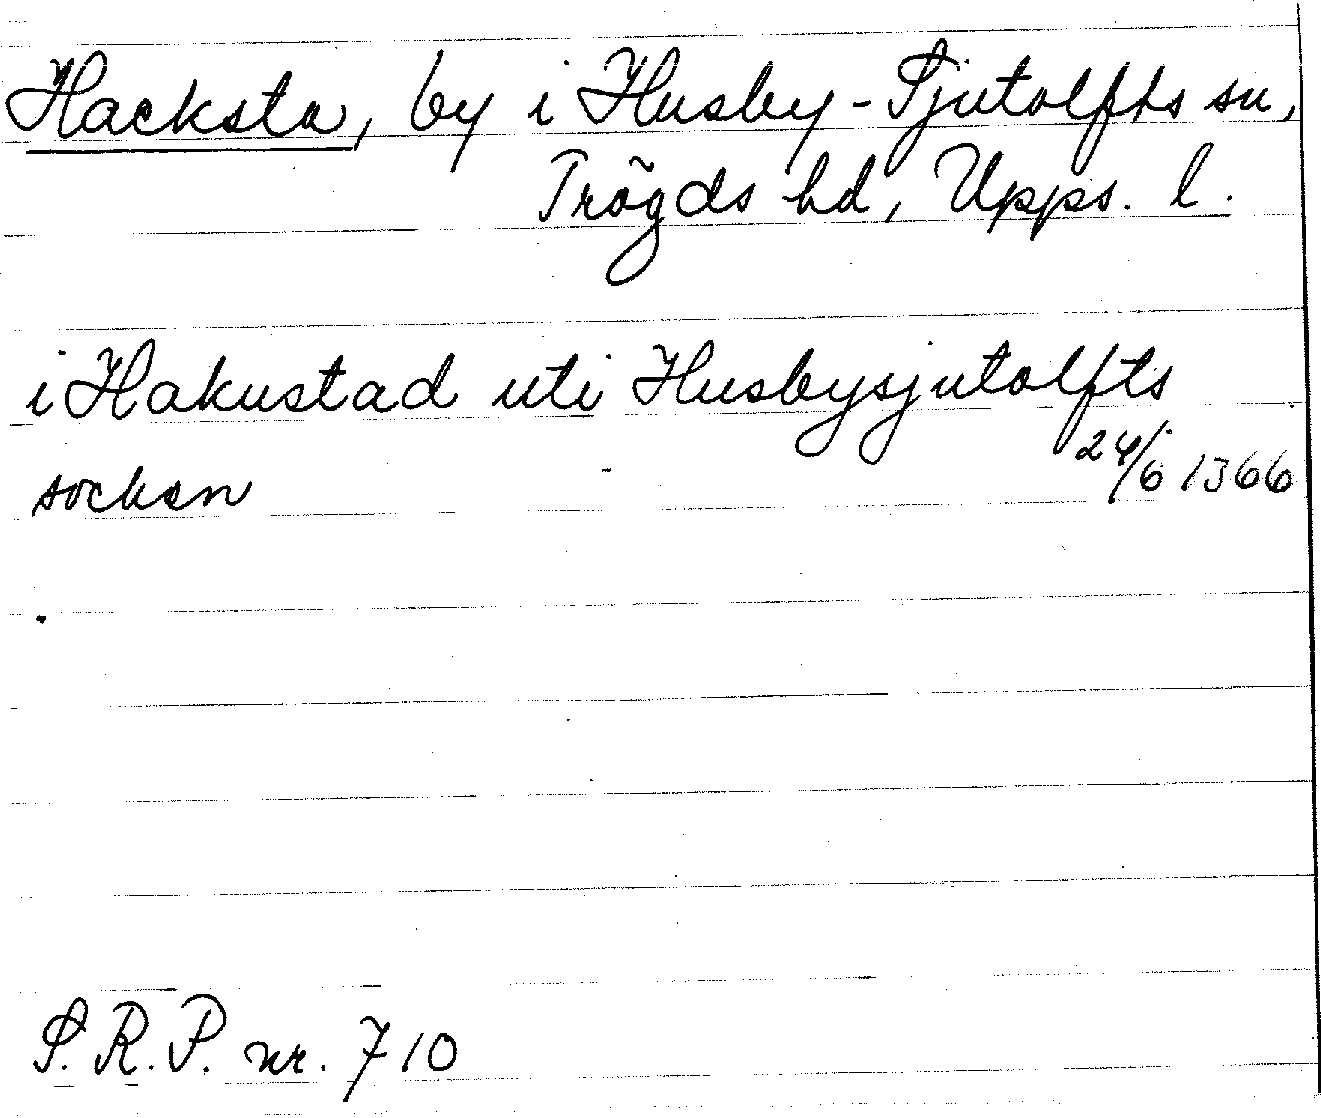 Hacksta, by i Husby-Sjutolfts sn,
Trögds hd, Upps. l.
i Hakustad uti Husbysjutolfts
socken 24/6 1366
S.R.P. nr. 710